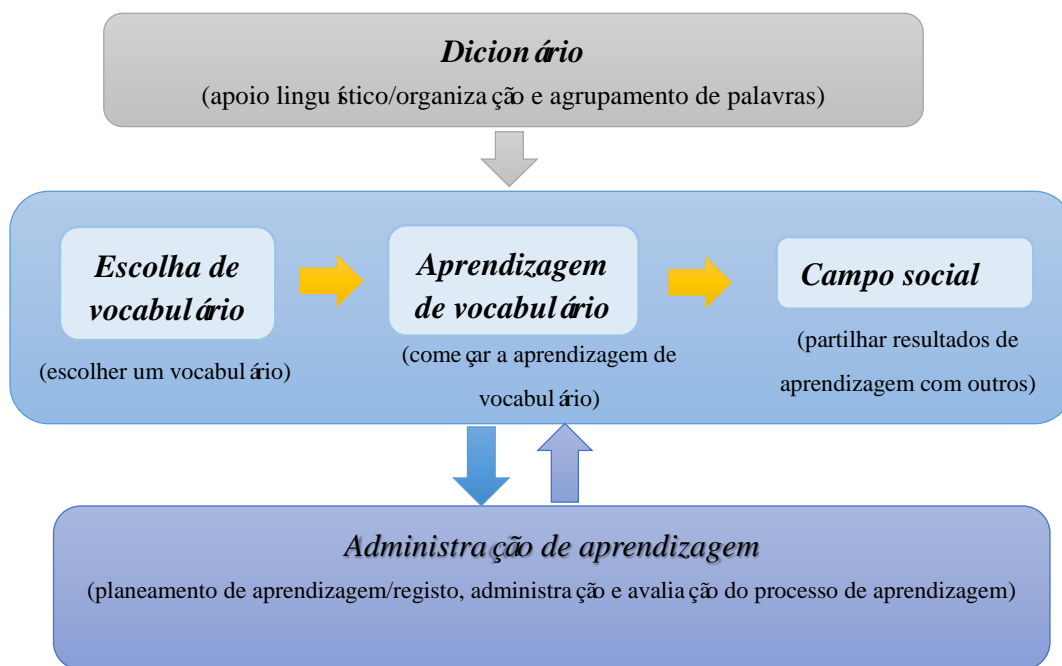 Dicionário
(apoio linguístico/organização e agrupamento de palavras)
Escolha de
vocabulário
(escolher um vocabulário)
Aprendizagem
de vocabulário
(começar a aprendizagem de
vocabulário)
Campo social
(partilhar resultados de
aprendizagem com outros)
Administração de aprendizagem
(planeamento de aprendizagem/registo, administração e avaliação do processo de aprendizagem)